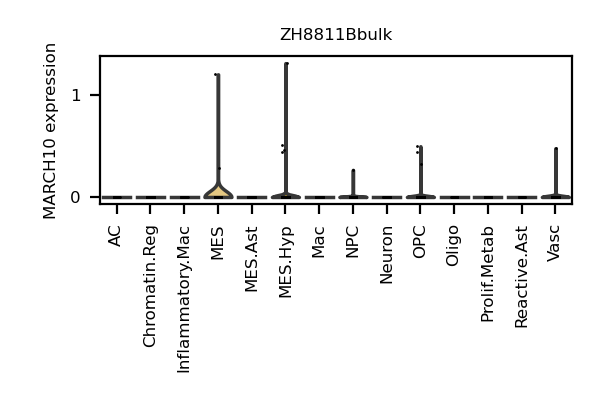 ZH8811Bbulk
MARCH10 expression
1
0
AC
Chromatin.Reg
Inflammatory.Mac
MES
MES.Ast
MES.Hyp
Mac
NPC
Neuron
OPC
Oligo
Prolif.Metab
Reactive.Ast
Vasc